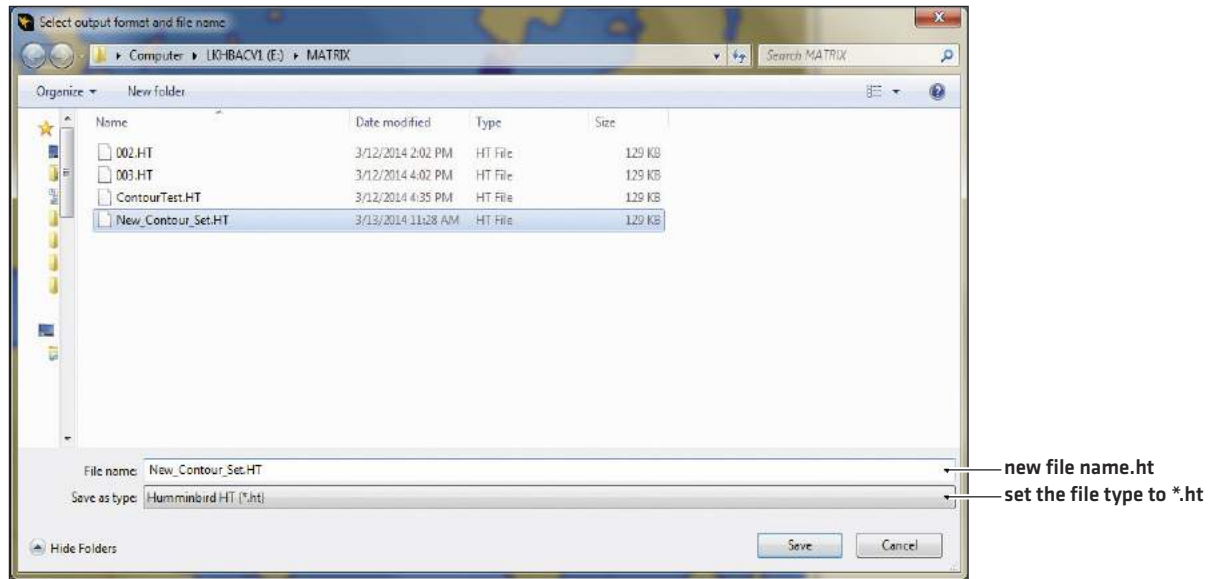 Select output format and file name
Computer ▸ LKHBACV1 (E:) ▸ MATRIX
Search MATRIX
Organize New folder
Name Date modified Type Size
002.HT 3/12/2014 2:02 PM HT File 129 KB
003.HT 3/12/2014 4:02 PM HT File 129 KB
ContourTest.HT 3/12/2014 4:35 PM HT File 129 KB
New_Contour_Set.HT 3/13/2014 11:28 AM HT File 129 KB
File name: New_Contour_Set.HT
new file name.ht
Save as type: Humminbird HT (*.ht)
set the file type to *.ht
Hide Folders
Save
Cancel